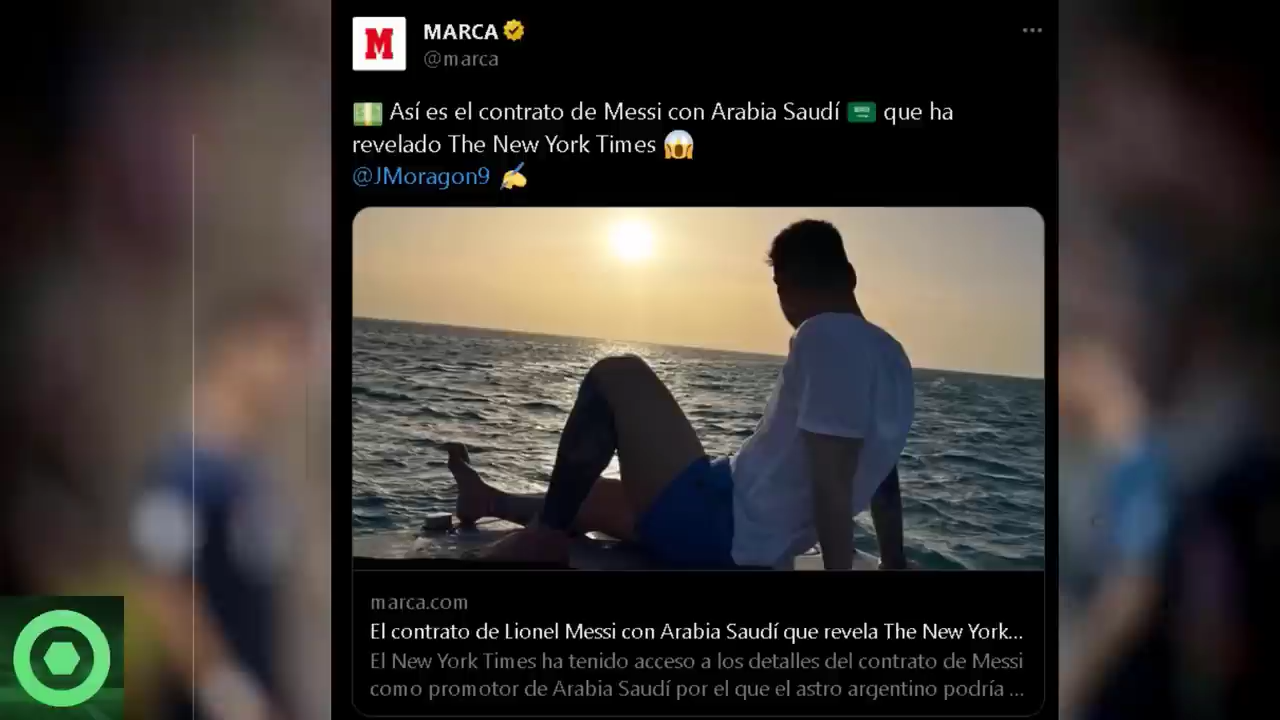 M
MARCA
@marca
Así es el contrato de Messi con Arabia Saudí que ha
revelado The New York Times
@JMoragon9
marca.com
El contrato de Lionel Messi con Arabia Saudí que revela The New York...
El New York Times ha tenido acceso a los detalles del contrato de Messi
como promotor de Arabia Saudí por el que el astro argentino podría ...